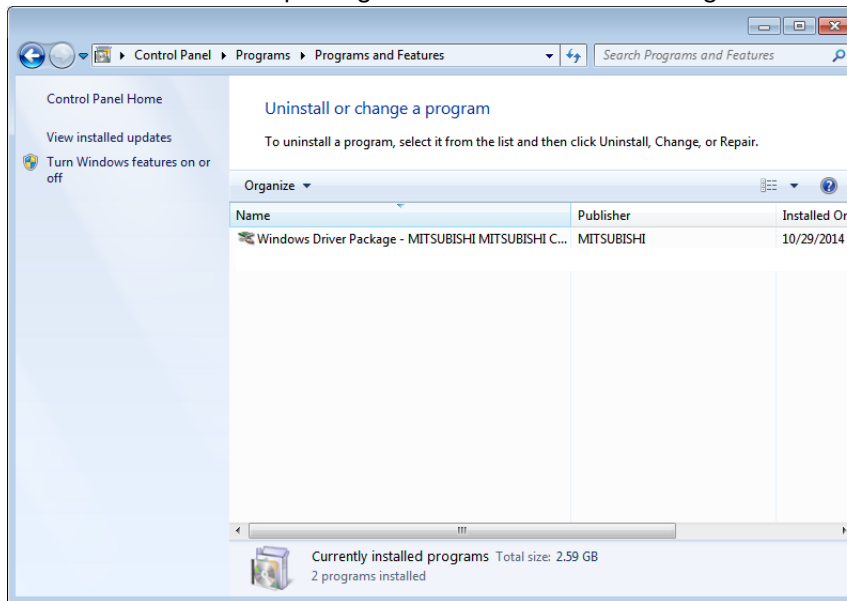 Control Panel Programs Programs and Features Search Programs and Features
Control Panel Home
View installed updates
Turn Windows features on or
off
Uninstall or change a program
To uninstall a program, select it from the list and then click Uninstall, Change, or Repair.
Organize
Name Publisher Installed On
Windows Driver Package - MITSUBISHI MITSUBISHI C... MITSUBISHI 10/29/2014
Currently installed programs Total size: 2.59 GB
2 programs installed